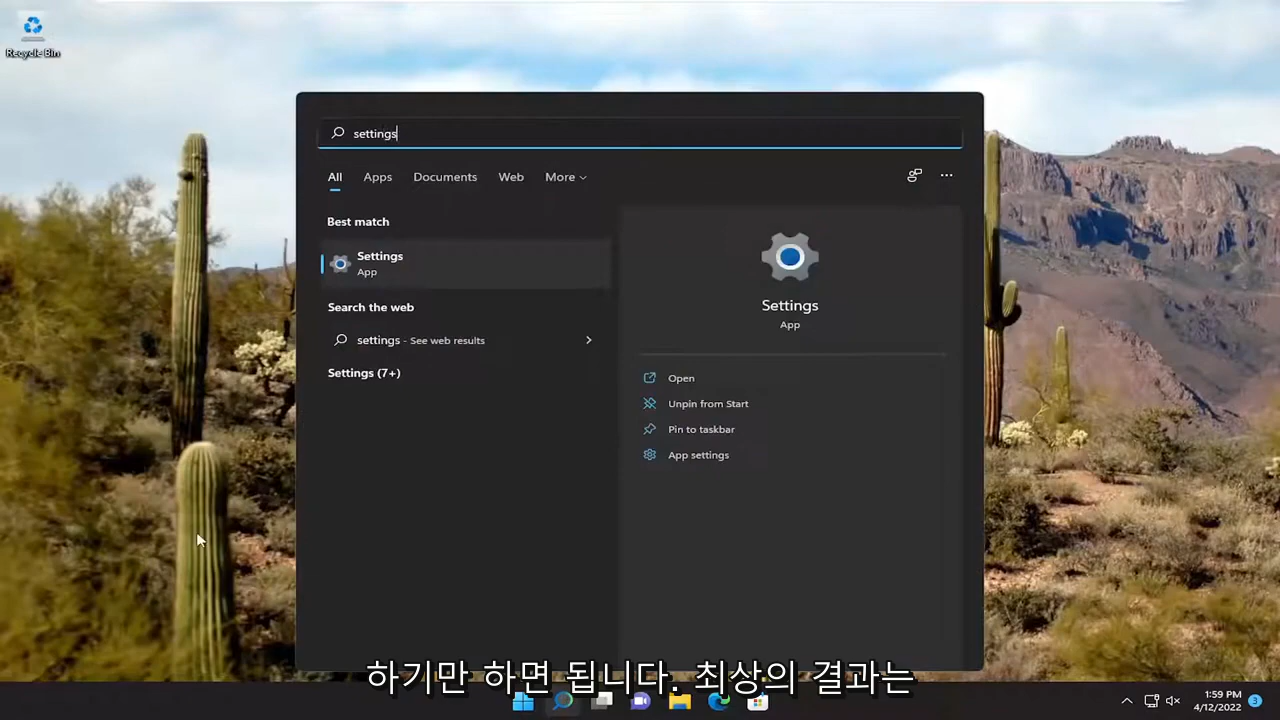 Recycle Bin
settings
All Apps Documents Web More
Best match
Settings
App
Search the web
settings - See web results
Settings (7+)
Settings
App
Open
Unpin from Start
Pin to taskbar
App settings
하기만 하면 됩니다. 최상의 결과는
1:59 PM
4/12/2022
3